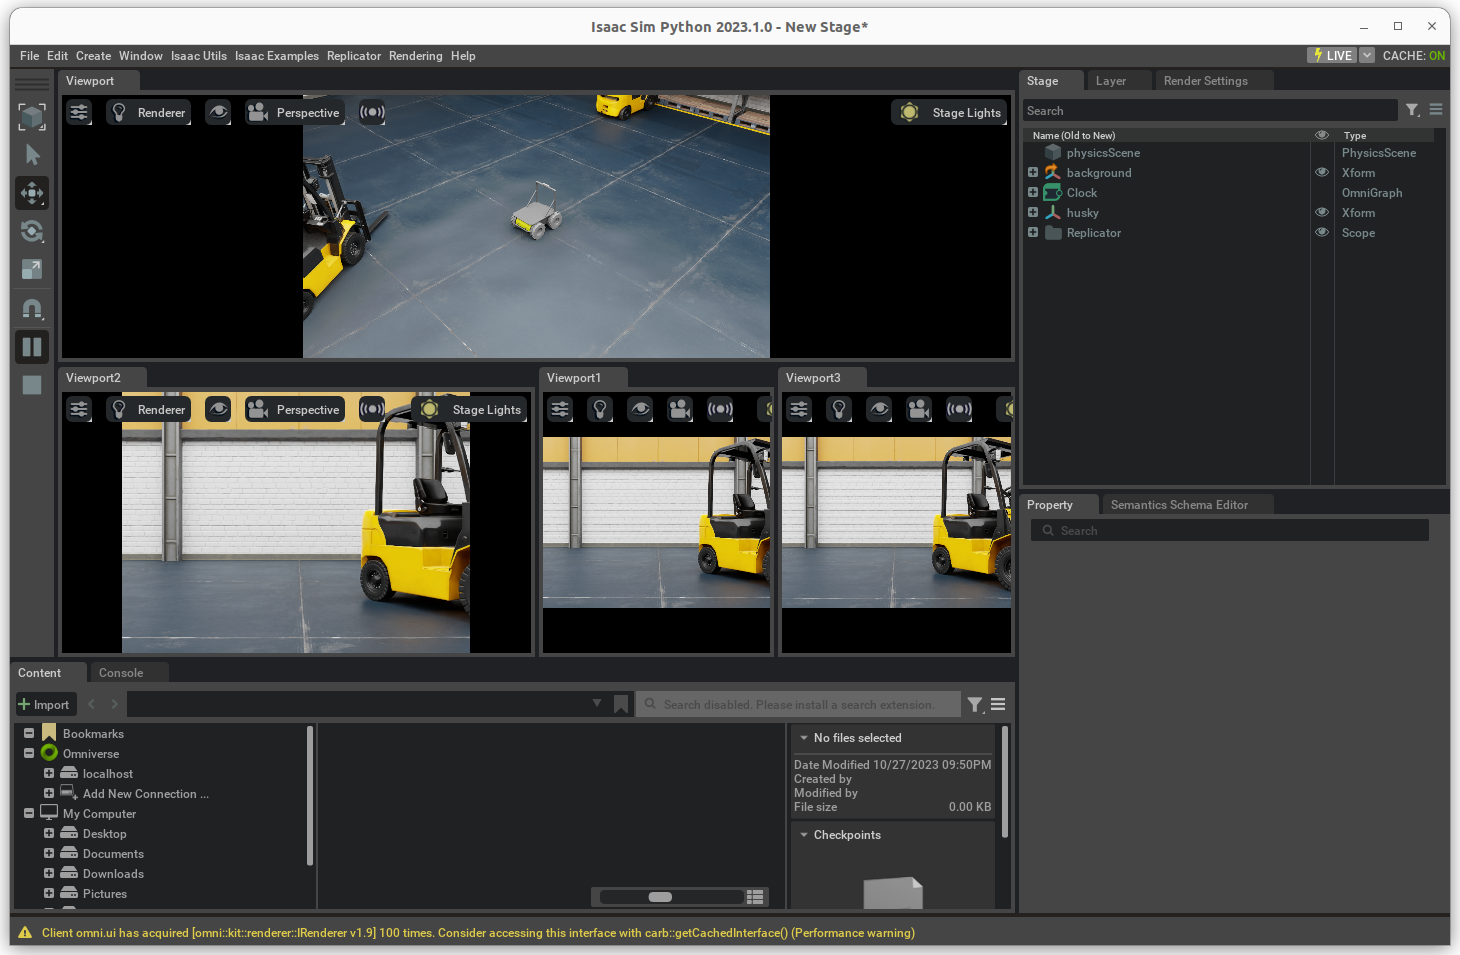 Isaac Sim Python 2023.1.0 - New Stage*
File Edit Create Window Isaac Utils Isaac Examples Replicator Rendering Help
LIVE CACHE: ON
Viewport
Renderer Perspective Stage Lights
Viewport2
Renderer Perspective Stage Lights
Viewport1
Viewport3
Stage Layer Render Settings
Search
Name (Old to New) Type
physicsScene PhysicsScene
background Xform
Clock OmniGraph
husky Xform
Replicator Scope
Property Semantics Schema Editor
Search
Content Console
Import Search disabled. Please install a search extension.
Bookmarks
Omniverse
localhost
Add New Connection ...
My Computer
Desktop
Documents
Downloads
Pictures
No files selected
Date Modified 10/27/2023 09:50PM
Created by
Modified by
File size 0.00 KB
Checkpoints
Client omni.ui has acquired [omni::kit::renderer::IRenderer v1.9] 100 times. Consider accessing this interface with carb::getCachedInterface() (Performance warning)